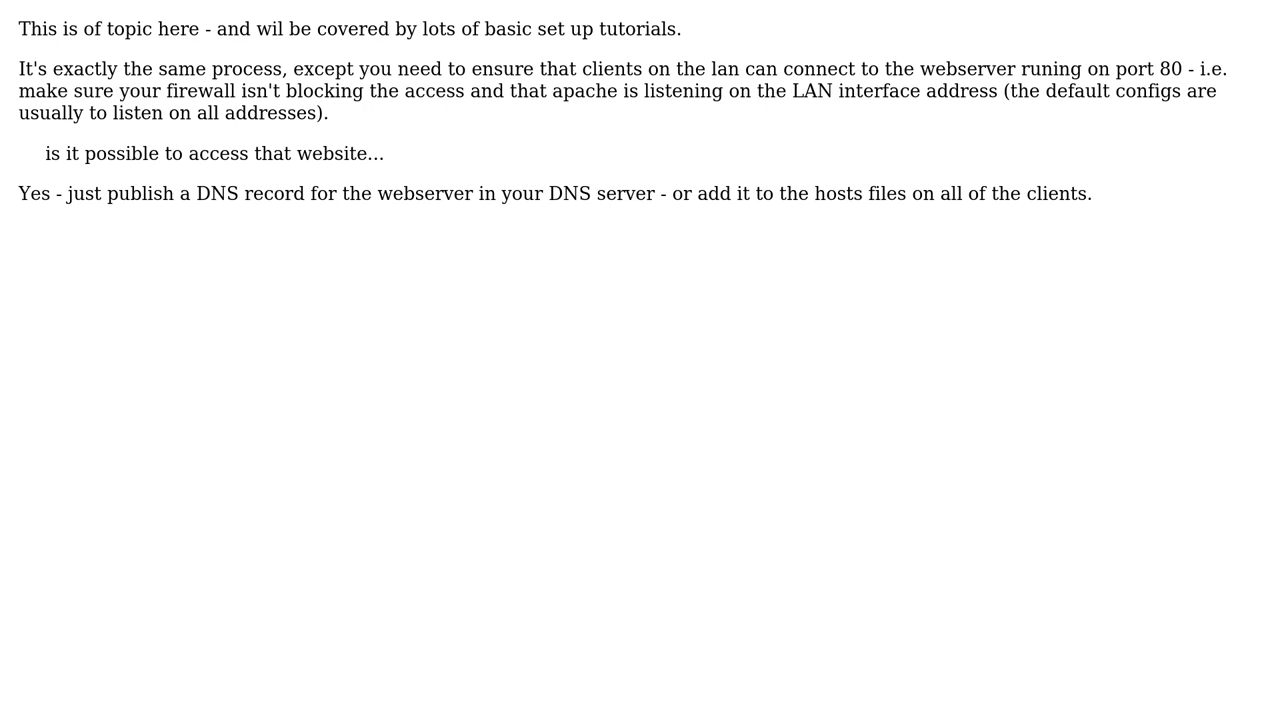 This is of topic here - and wil be covered by lots of basic set up tutorials.
It's exactly the same process, except you need to ensure that clients on the lan can connect to the webserver runing on port 80 - i.e.
make sure your firewall isn't blocking the access and that apache is listening on the LAN interface address (the default configs are
usually to listen on all addresses).
is it possible to access that website...
Yes - just publish a DNS record for the webserver in your DNS server - or add it to the hosts files on all of the clients.